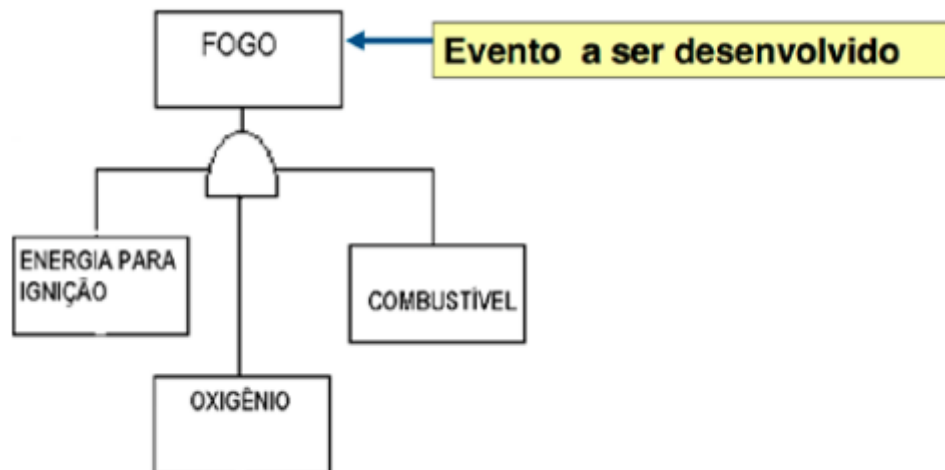 FOGO
Evento a ser desenvolvido
ENERGIA PARA
IGNIÇÃO
COMBUSTÍVEL
OXIGÊNIO